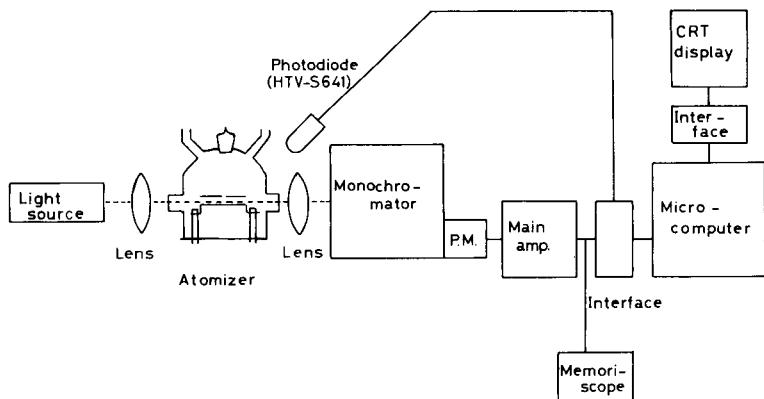 CRT
display
Photodiode
(HTV-S641)
Inter-
face
Light
source
Lens
Atomizer
Lens
Monochro-
mator
P.M.
Main
amp.
Interface
Micro-
computer
Memori-
scope